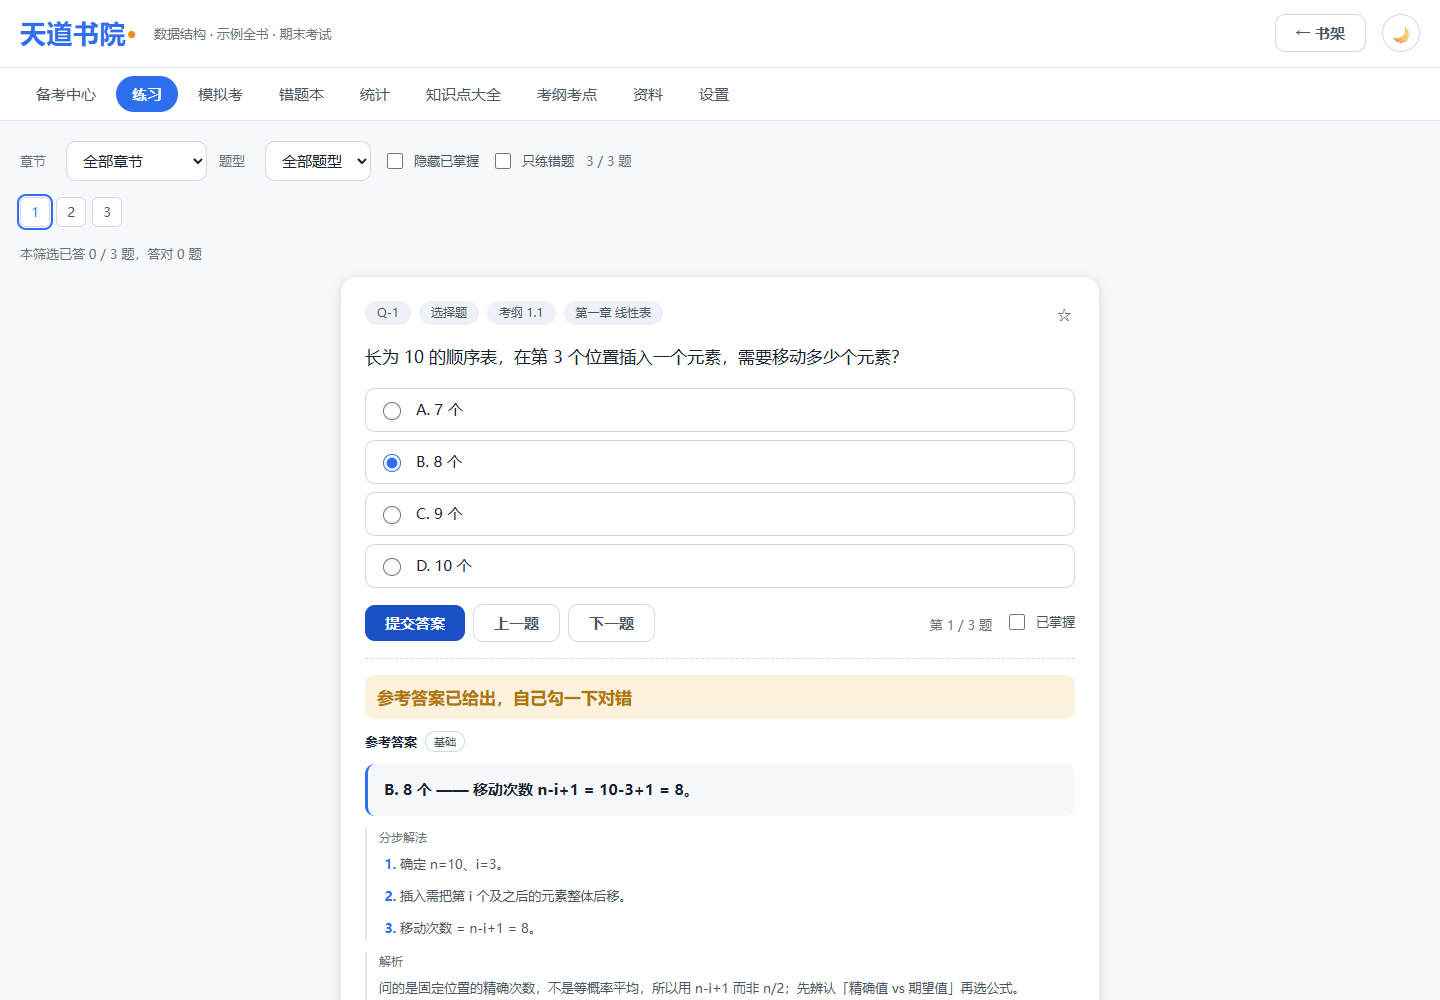 天道书院
数据结构 · 示例全书 · 期末考试
← 书架
备考中心
练习
模拟考
错题本
统计
知识点大全
考纲考点
资料
设置
章节
全部章节
题型
全部题型
隐藏已掌握
只练错题
3 / 3 题
1
2
3
本筛选已答 0 / 3 题，答对 0 题
Q-1
选择题
考纲 1.1
第一章 线性表
长为 10 的顺序表，在第 3 个位置插入一个元素，需要移动多少个元素？
A. 7 个
B. 8 个
C. 9 个
D. 10 个
提交答案
上一题
下一题
第 1 / 3 题
已掌握
参考答案已给出，自己勾一下对错
参考答案
基础
B. 8 个 —— 移动次数 n-i+1 = 10-3+1 = 8。
分步解法
1. 确定 n=10、i=3。
2. 插入需把第 i 个及之后的元素整体后移。
3. 移动次数 = n-i+1 = 8。
解析
问的是固定位置的精确次数，不是等概率平均，所以用 n-i+1 而非 n/2；先辨认「精确值 vs 期望值」再选公式。